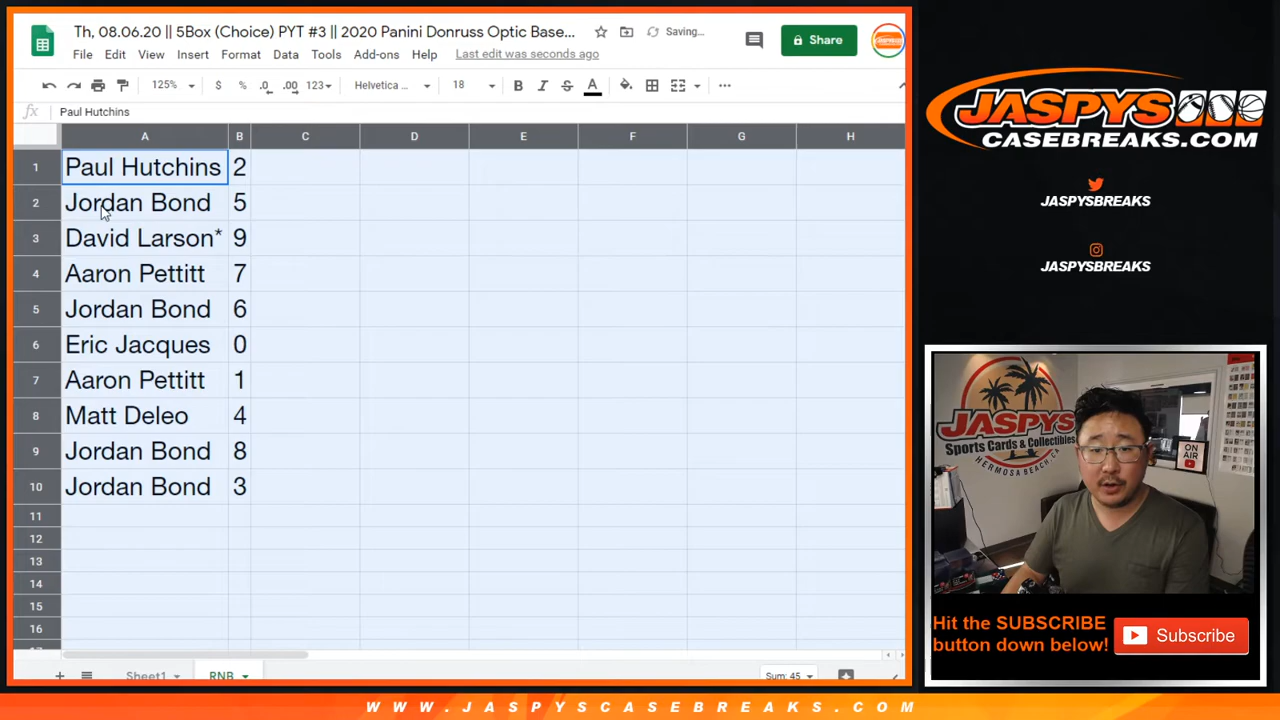 Th, 08.06.20 || 5Box (Choice) PYT #3 || 2020 Panini Donruss Optic Base...
Saving...
Share
File Edit View Insert Format Data Tools Add-ons Help Last edit was seconds ago
125% $ % .0 .00 123 Helvetica ... 18 B I S A ...
fx Paul Hutchins
A B C D E F G H
1 Paul Hutchins 2
2 Jordan Bond 5
3 David Larson* 9
4 Aaron Pettitt 7
5 Jordan Bond 6
6 Eric Jacques 0
7 Aaron Pettitt 1
8 Matt Deleo 4
9 Jordan Bond 8
10 Jordan Bond 3
11
12
13
14
15
16
+ Sheet1 RNB Sum: 45
JASPYS
CASEBREAKS.COM
JASPYSBREAKS
JASPYSBREAKS
JASPYS
Sports Cards & Collectibles
HERMOSA BEACH, CA
ON AIR
Hit the SUBSCRIBE
button down below!
Subscribe
WWW.JASPYSCASEBREAKS.COM